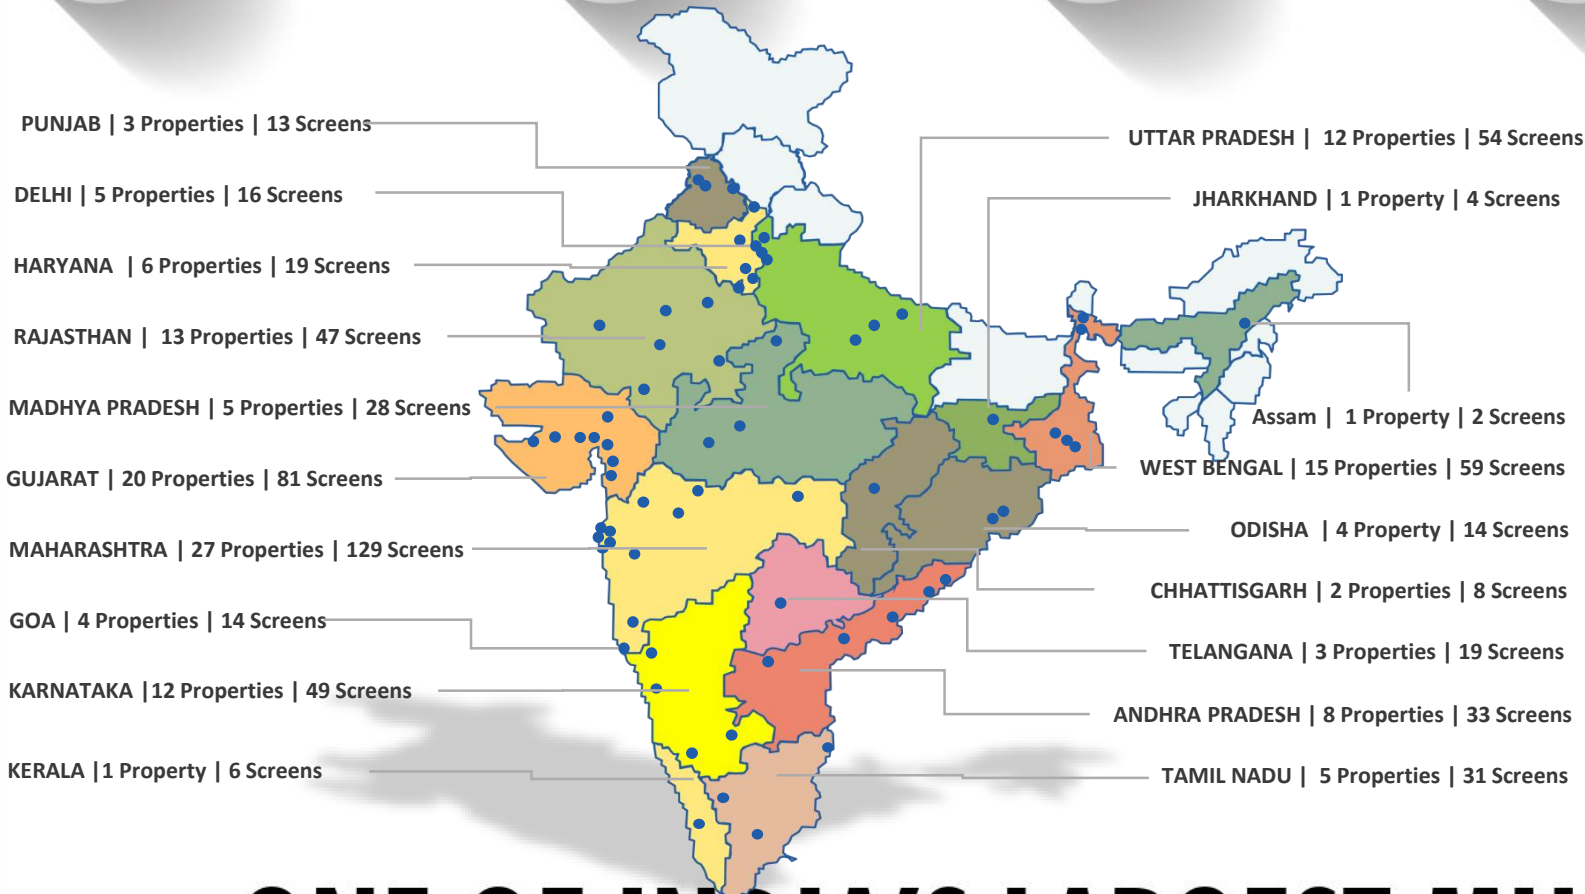 PUNJAB | 3 Properties | 13 Screens
DELHI | 5 Properties | 16 Screens
HARYANA | 6 Properties | 19 Screens
RAJASTHAN | 13 Properties | 47 Screens
MADHYA PRADESH | 5 Properties | 28 Screens
GUJARAT | 20 Properties | 81 Screens
MAHARASHTRA | 27 Properties | 129 Screens
GOA | 4 Properties | 14 Screens
KARNATAKA |12 Properties | 49 Screens
KERALA |1 Property | 6 Screens
UTTAR PRADESH | 12 Properties | 54 Screens
JHARKHAND | 1 Property | 4 Screens
Assam | 1 Property | 2 Screens
WEST BENGAL | 15 Properties | 59 Screens
ODISHA | 4 Property | 14 Screens
CHHATTISGARH | 2 Properties | 8 Screens
TELANGANA | 3 Properties | 19 Screens
ANDHRA PRADESH | 8 Properties | 33 Screens
TAMIL NADU | 5 Properties | 31 Screens
ONE OF INDIA'S LARGEST